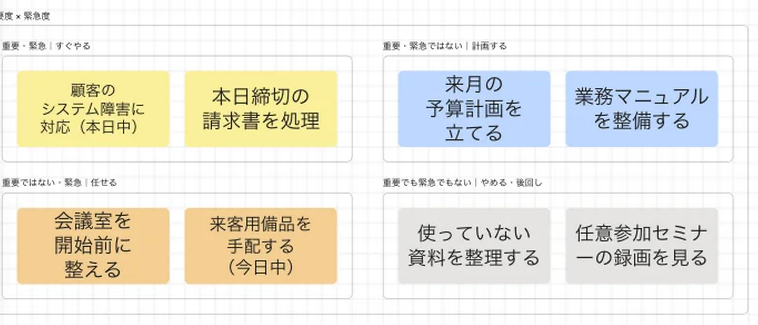 要度 × 緊急度
重要・緊急｜すぐやる
顧客の
システム障害に
対応（本日中）
本日締切の
請求書を処理
重要・緊急ではない｜計画する
来月の
予算計画を
立てる
業務マニュアル
を整備する
重要ではない・緊急｜任せる
会議室を
開始前に
整える
来客用備品を
手配する
（今日中）
重要でも緊急でもない｜やめる・後回し
使っていない
資料を整理する
任意参加セミナ
ーの録画を見る